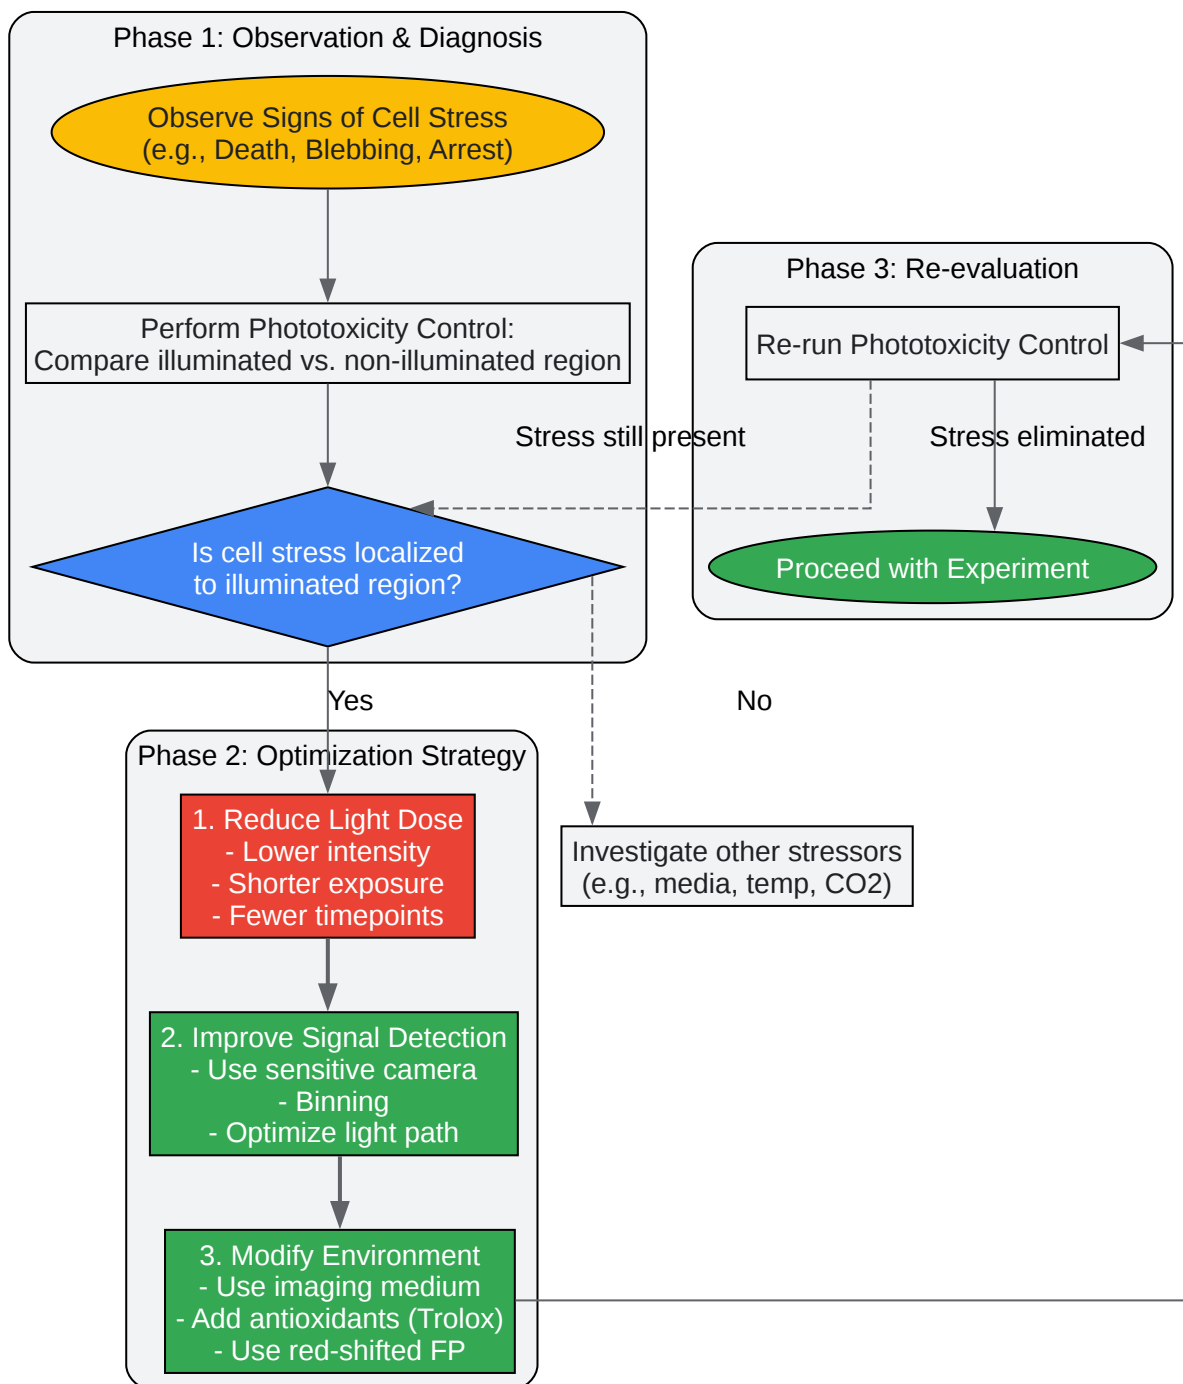 Phase 1: Observation & Diagnosis
Observe Signs of Cell Stress
(e.g., Death, Blebbing, Arrest)
Perform Phototoxicity Control:
Compare illuminated vs. non-illuminated region
Is cell stress localized
to illuminated region?
Phase 3: Re-evaluation
Re-run Phototoxicity Control
Stress still present
Stress eliminated
Proceed with Experiment
Yes
No
Phase 2: Optimization Strategy
1. Reduce Light Dose
- Lower intensity
- Shorter exposure
- Fewer timepoints
Investigate other stressors
(e.g., media, temp, CO2)
2. Improve Signal Detection
- Use sensitive camera
- Binning
- Optimize light path
3. Modify Environment
- Use imaging medium
- Add antioxidants (Trolox)
- Use red-shifted FP